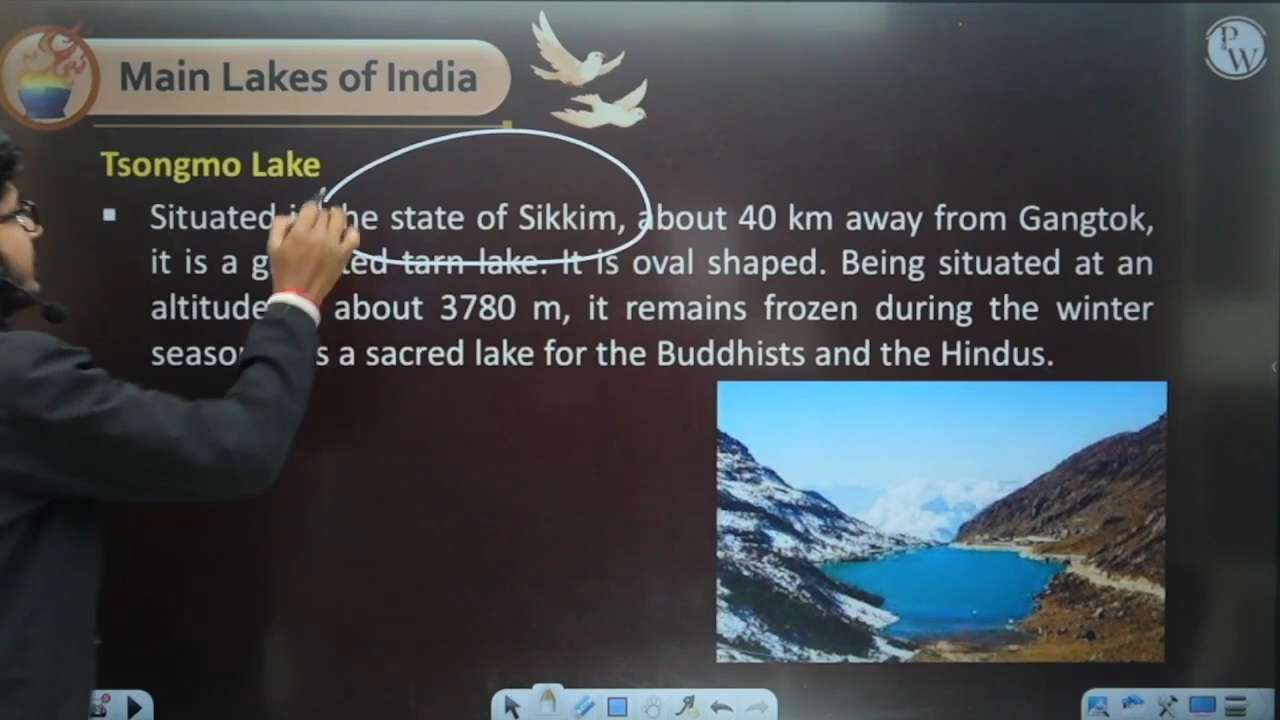 Main Lakes of India
PW
Tsongmo Lake
▪ Situated the state of Sikkim, about 40 km away from Gangtok,
it is a tarn lake. It is oval shaped. Being situated at an
altitude about 3780 m, it remains frozen during the winter
a sacred lake for the Buddhists and the Hindus.